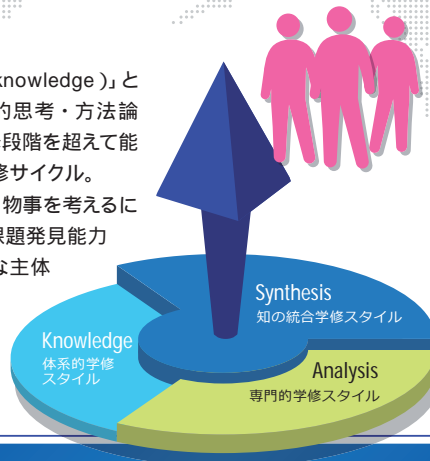 knowledge）」と
的思考・方法論
段階を超えて能
修サイクル。
物事を考えるに
課題発見能力
な主体
Synthesis
知の統合学修スタイル
Knowledge
体系的学修
スタイル
Analysis
専門的学修スタイル